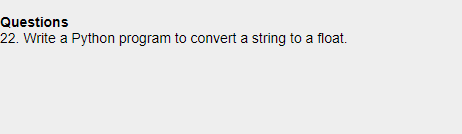 Questions
22. Write a Python program to convert a string to a float.